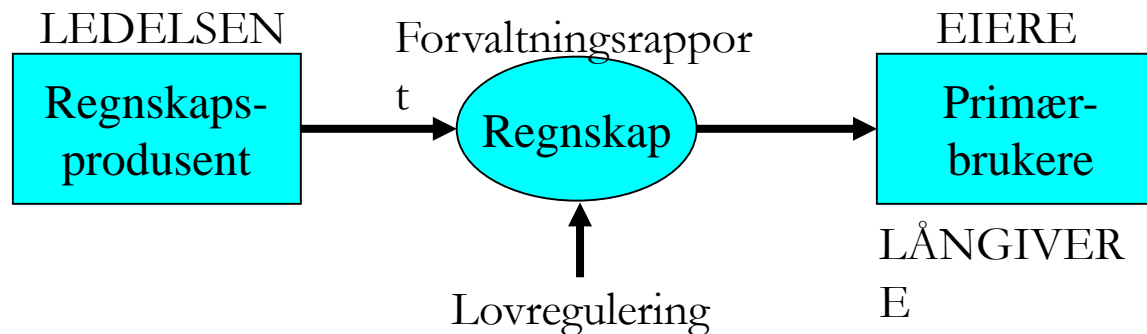 LEDELSEN
Regnskaps-
produsent
Forvaltningsrappor
t
Regnskap
Lovregulering
EIERE
Primær-
brukere
LÅNGIVER
E